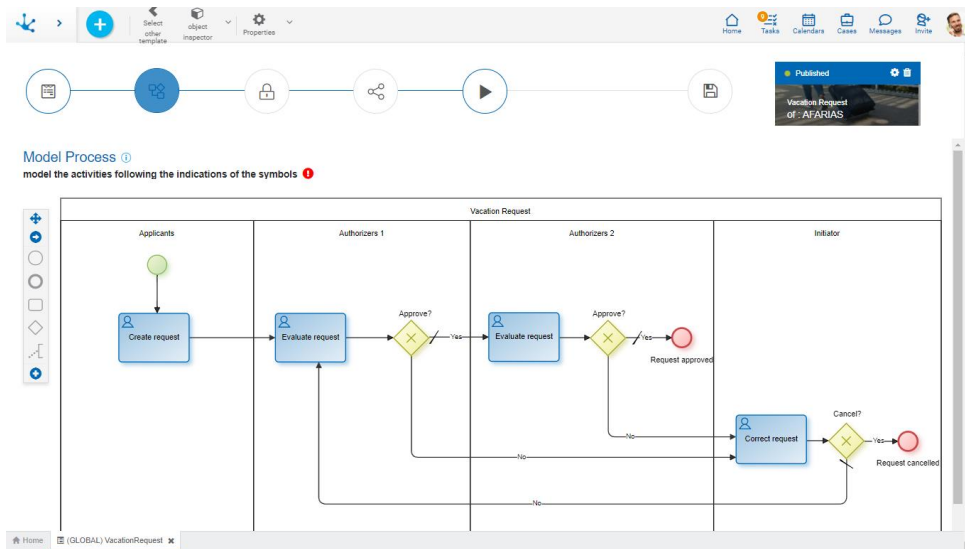 Select
other
template
object
inspector
Properties
Home
9
Tasks
Calendars
Cases
Messages
Invite
Published
Vacation Request
of : AFARIAS
Model Process
model the activities following the indications of the symbols
Vacation Request
Applicants
Authorizers 1
Authorizers 2
Initiator
Create request
Evaluate request
Approve?
Yes
Evaluate request
Approve?
Yes
Request approved
No
No
No
Correct request
Cancel?
Yes
Request cancelled
Home
(GLOBAL) VacationRequest